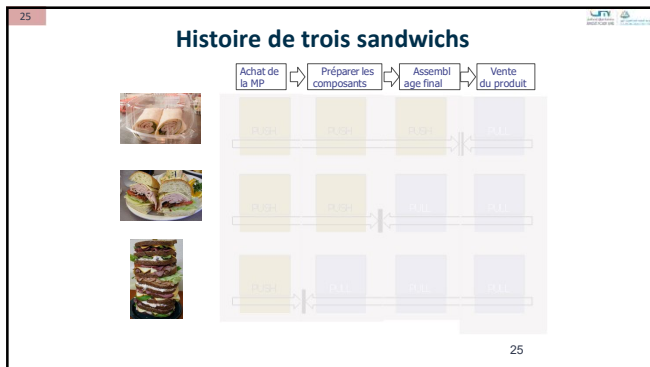 25
Histoire de trois sandwichs
Achat de
la MP
Préparer les
composants
Assembl
age final
Vente
du produit
PUSH
PUSH
PUSH
PULL
PUSH
PUSH
PULL
PULL
PUSH
PULL
PULL
PULL
25